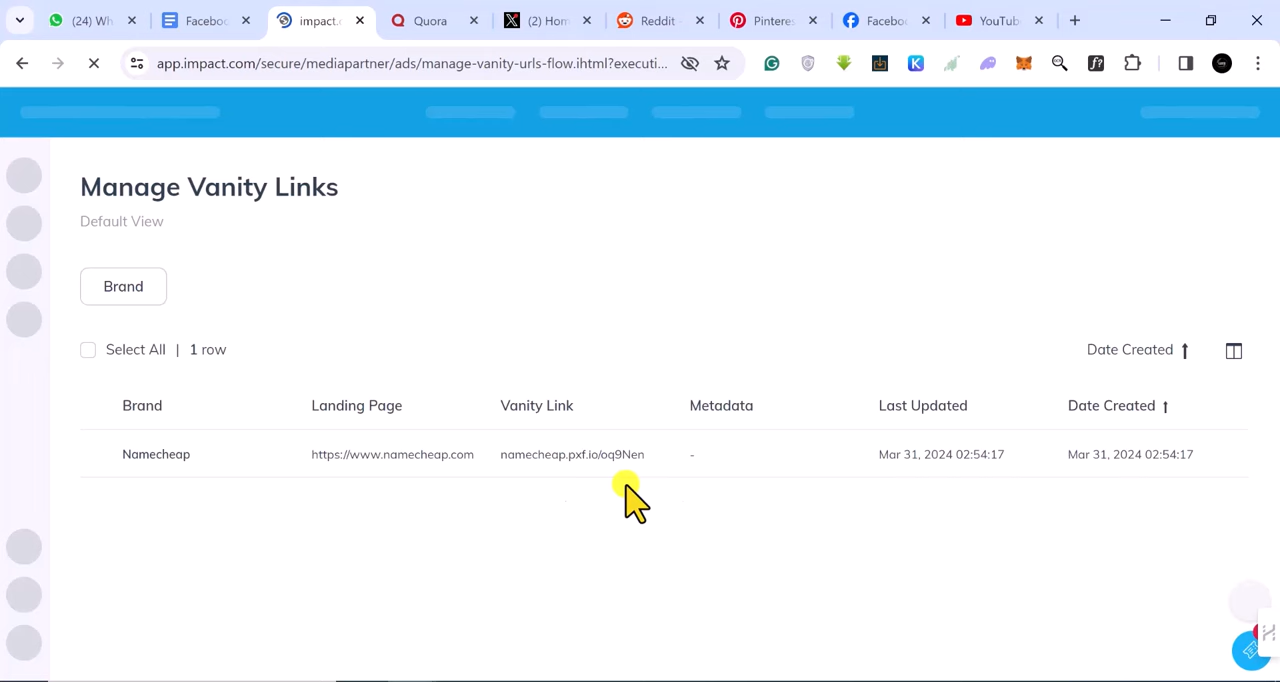 (24) Wh
Facebo
impact.
Quora
(2) Hom
Reddit -
Pinteres
Facebo
YouTub
app.impact.com/secure/mediapartner/ads/manage-vanity-urls-flow.ihtml?executi...
Manage Vanity Links
Default View
Brand
Select All | 1 row
Date Created
Brand Landing Page Vanity Link Metadata Last Updated Date Created
Namecheap https://www.namecheap.com namecheap.pxf.io/oq9Nen - Mar 31, 2024 02:54:17 Mar 31, 2024 02:54:17